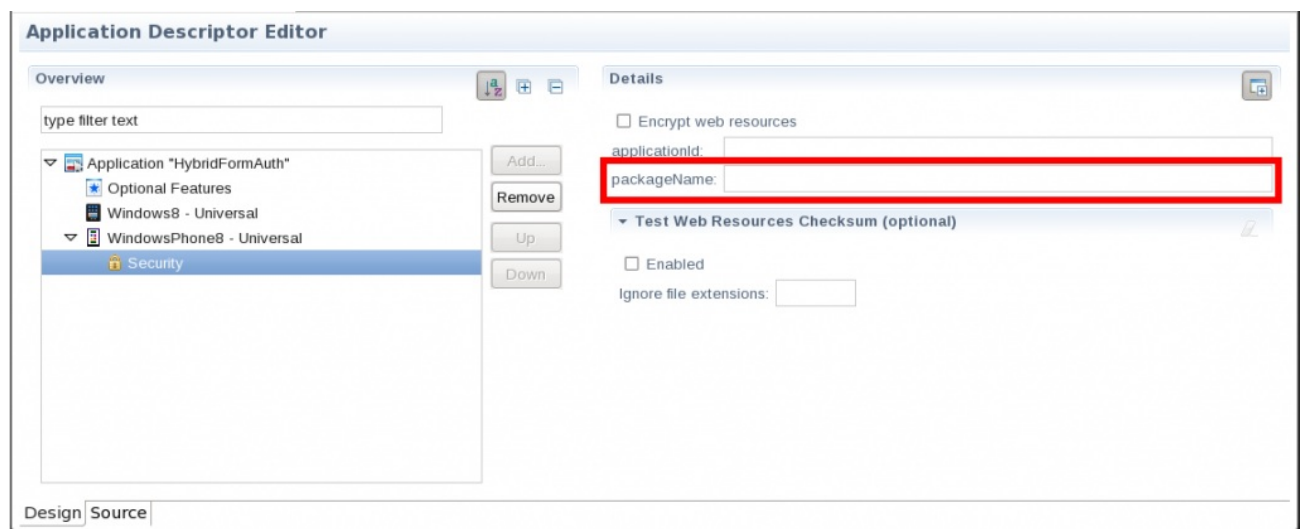 Application Descriptor Editor
Overview
type filter text
Application "HybridFormAuth"
Optional Features
Windows8 - Universal
WindowsPhone8 - Universal
Security
Add...
Remove
Up
Down
Details
Encrypt web resources
applicationId:
packageName:
Test Web Resources Checksum (optional)
Enabled
Ignore file extensions:
Design
Source